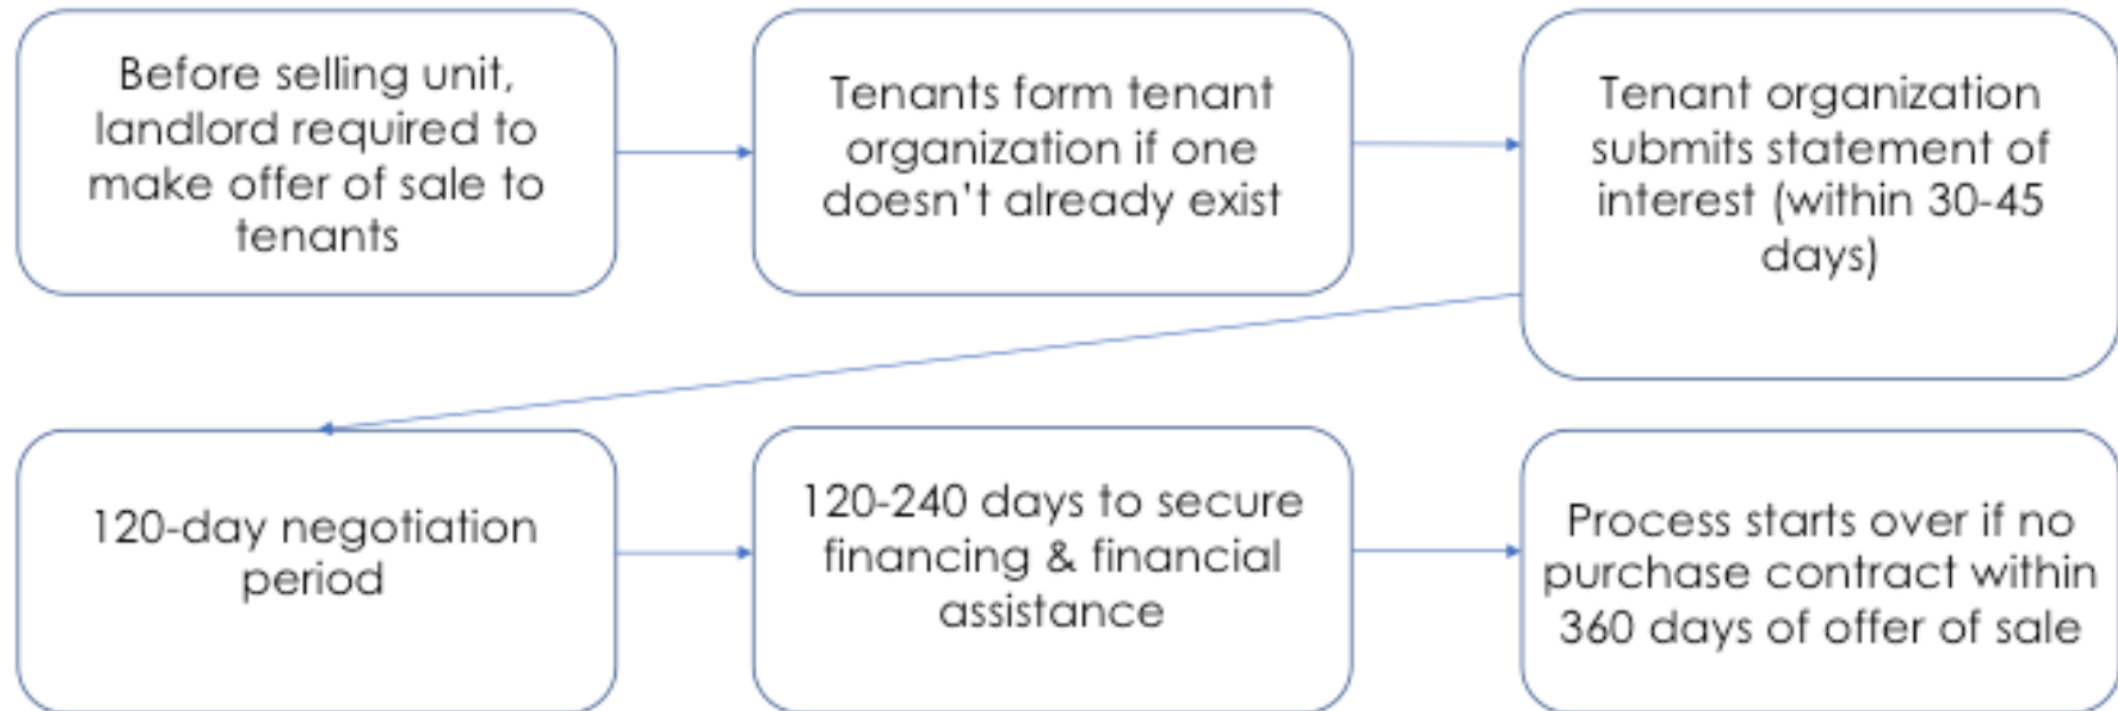 Before selling unit,
landlord required to
make offer of sale to
tenants
Tenants form tenant
organization if one
doesn't already exist
Tenant organization
submits statement of
interest (within 30-45
days)
120-day negotiation
period
120-240 days to secure
financing & financial
assistance
Process starts over if no
purchase contract within
360 days of offer of sale